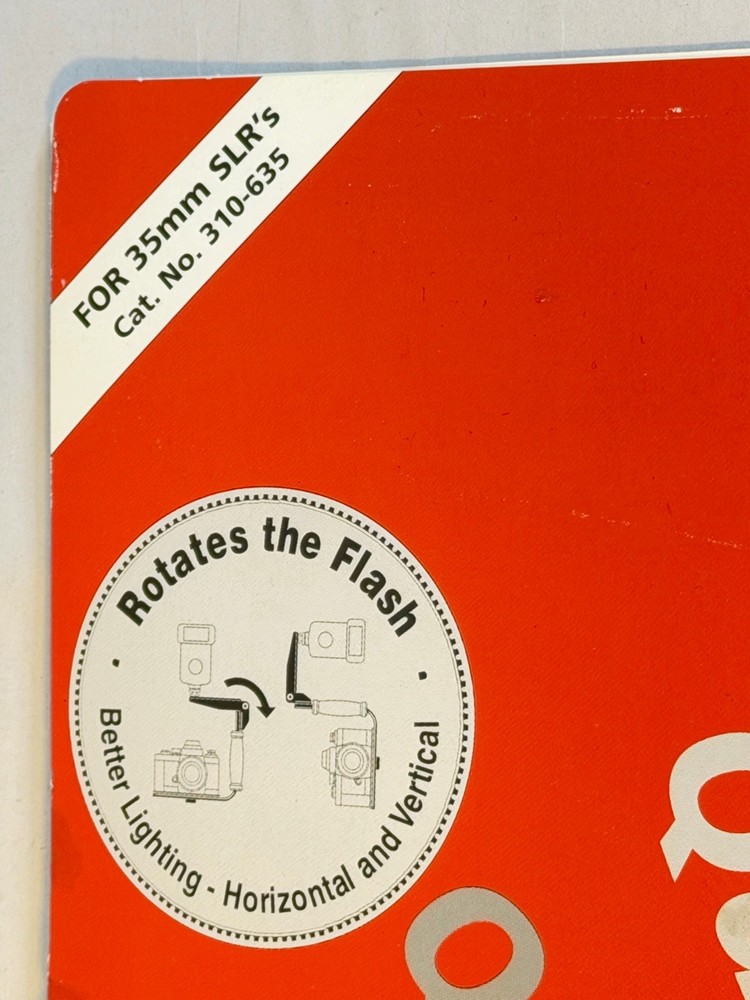 FOR 35mm SLR's
Cat. No. 310-635
· Rotates the Flash ·
Better Lighting - Horizontal and Vertical